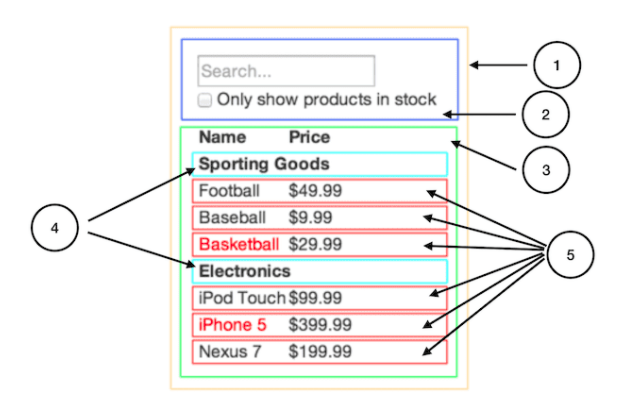 Search...
1
Only show products in stock
2
Name Price
3
Sporting Goods
Football $49.99
Baseball $9.99
4
Basketball $29.99
5
Electronics
iPod Touch $99.99
iPhone 5 $399.99
Nexus 7 $199.99